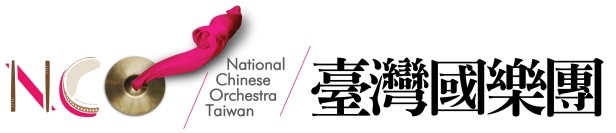 NCO
National
Chinese
Orchestra
Taiwan
臺灣國樂團